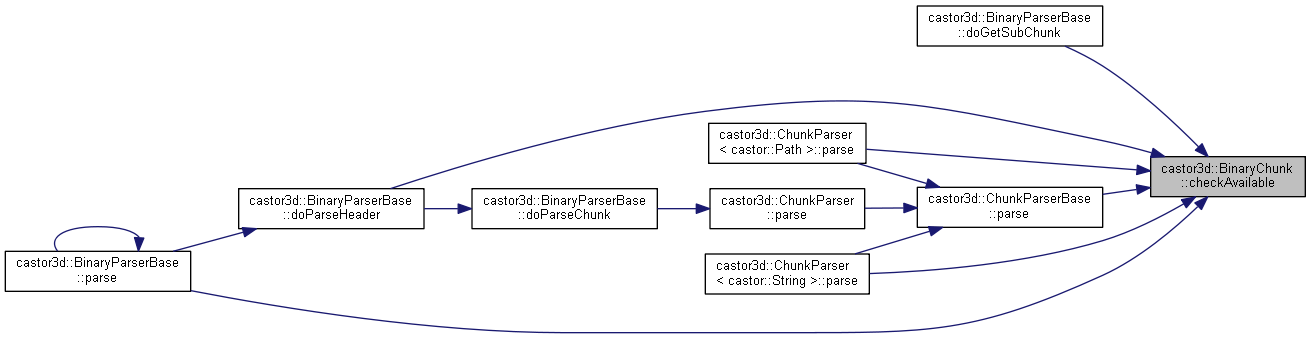 castor3d::BinaryParserBase
::doGetSubChunk
castor3d::ChunkParser
< castor::Path >::parse
castor3d::BinaryChunk
::checkAvailable
castor3d::BinaryParserBase
::doParseHeader
castor3d::BinaryParserBase
::doParseChunk
castor3d::ChunkParser
::parse
castor3d::ChunkParserBase
::parse
castor3d::BinaryParserBase
::parse
castor3d::ChunkParser
< castor::String >::parse